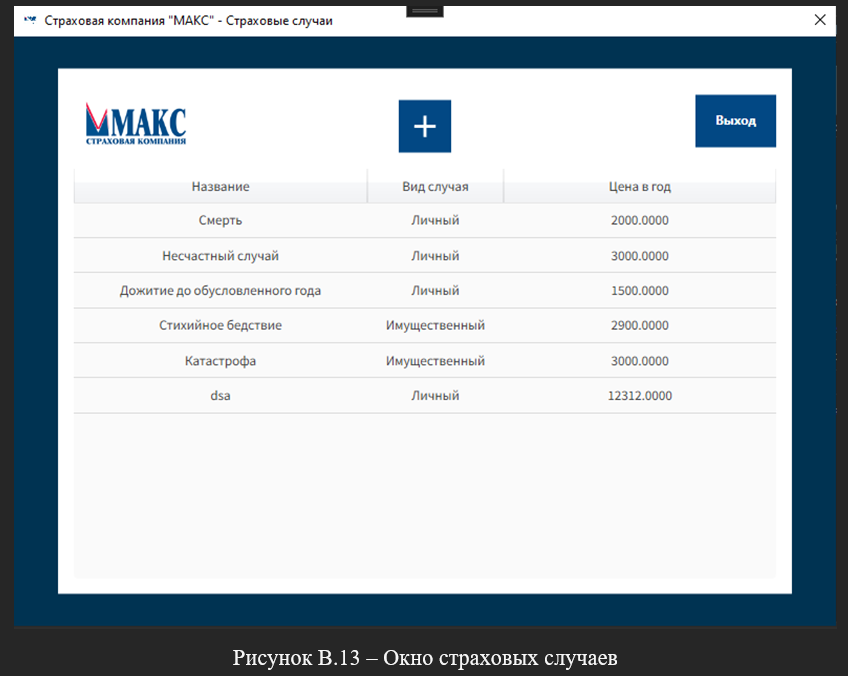 Страховая компания "МАКС" - Страховые случаи
МАКС
СТРАХОВАЯ КОМПАНИЯ
+
Выход
Название Вид случая Цена в год
Смерть Личный 2000.0000
Несчастный случай Личный 3000.0000
Дожитие до обусловленного года Личный 1500.0000
Стихийное бедствие Имущественный 2900.0000
Катастрофа Имущественный 3000.0000
dsa Личный 12312.0000
Рисунок В.13 – Окно страховых случаев